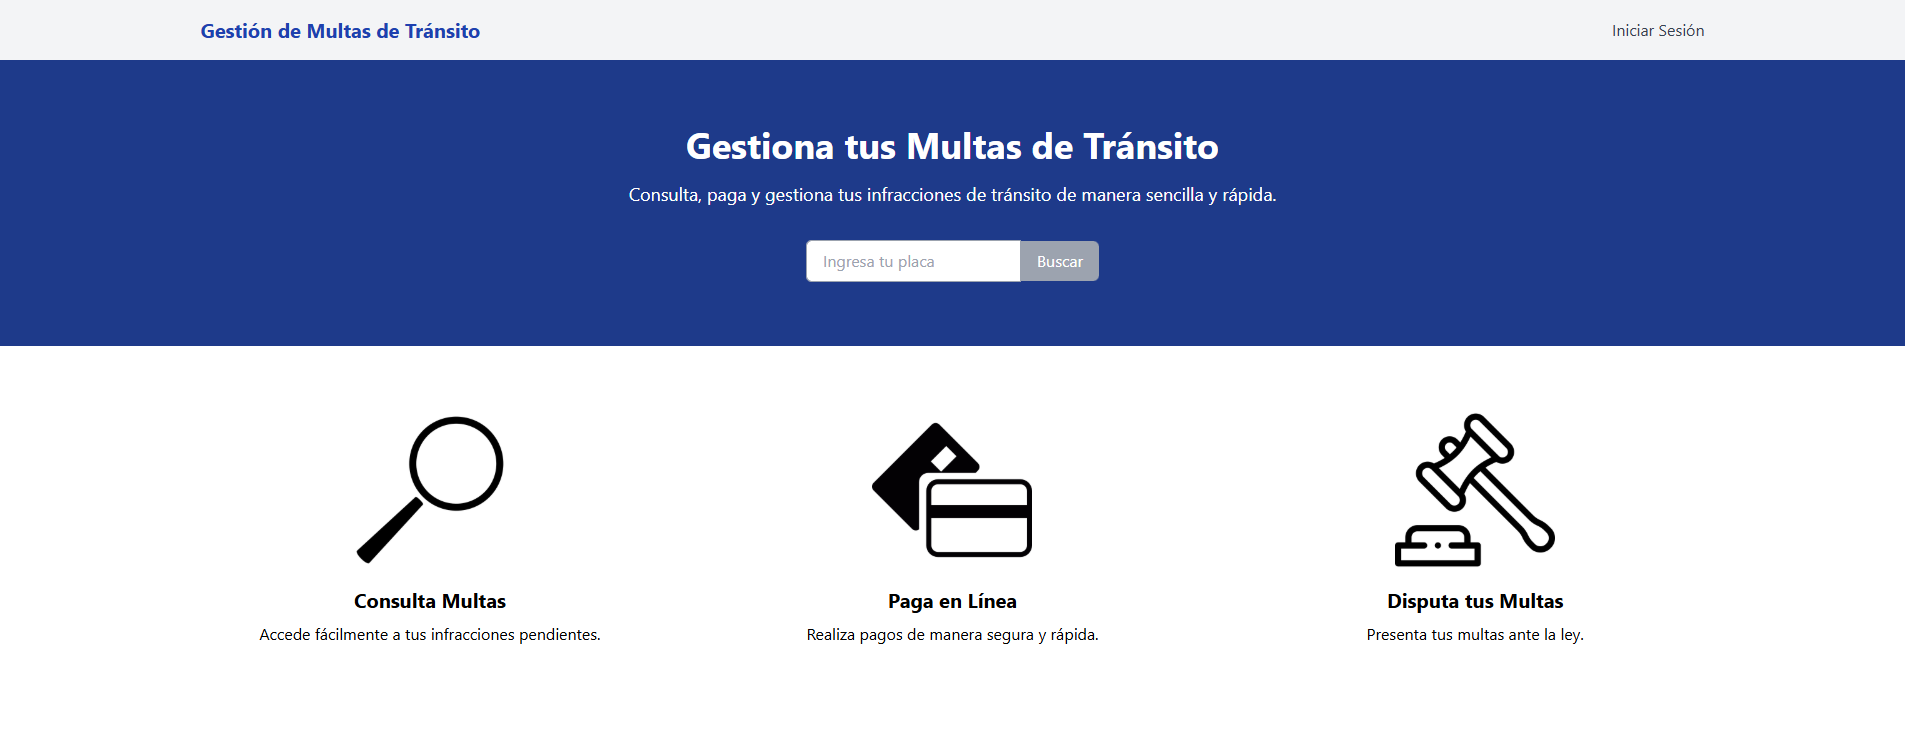 Gestión de Multas de Tránsito
Iniciar Sesión
Gestiona tus Multas de Tránsito
Consulta, paga y gestiona tus infracciones de tránsito de manera sencilla y rápida.
Ingresa tu placa
Buscar
Consulta Multas
Accede fácilmente a tus infracciones pendientes.
Paga en Línea
Realiza pagos de manera segura y rápida.
Disputa tus Multas
Presenta tus multas ante la ley.